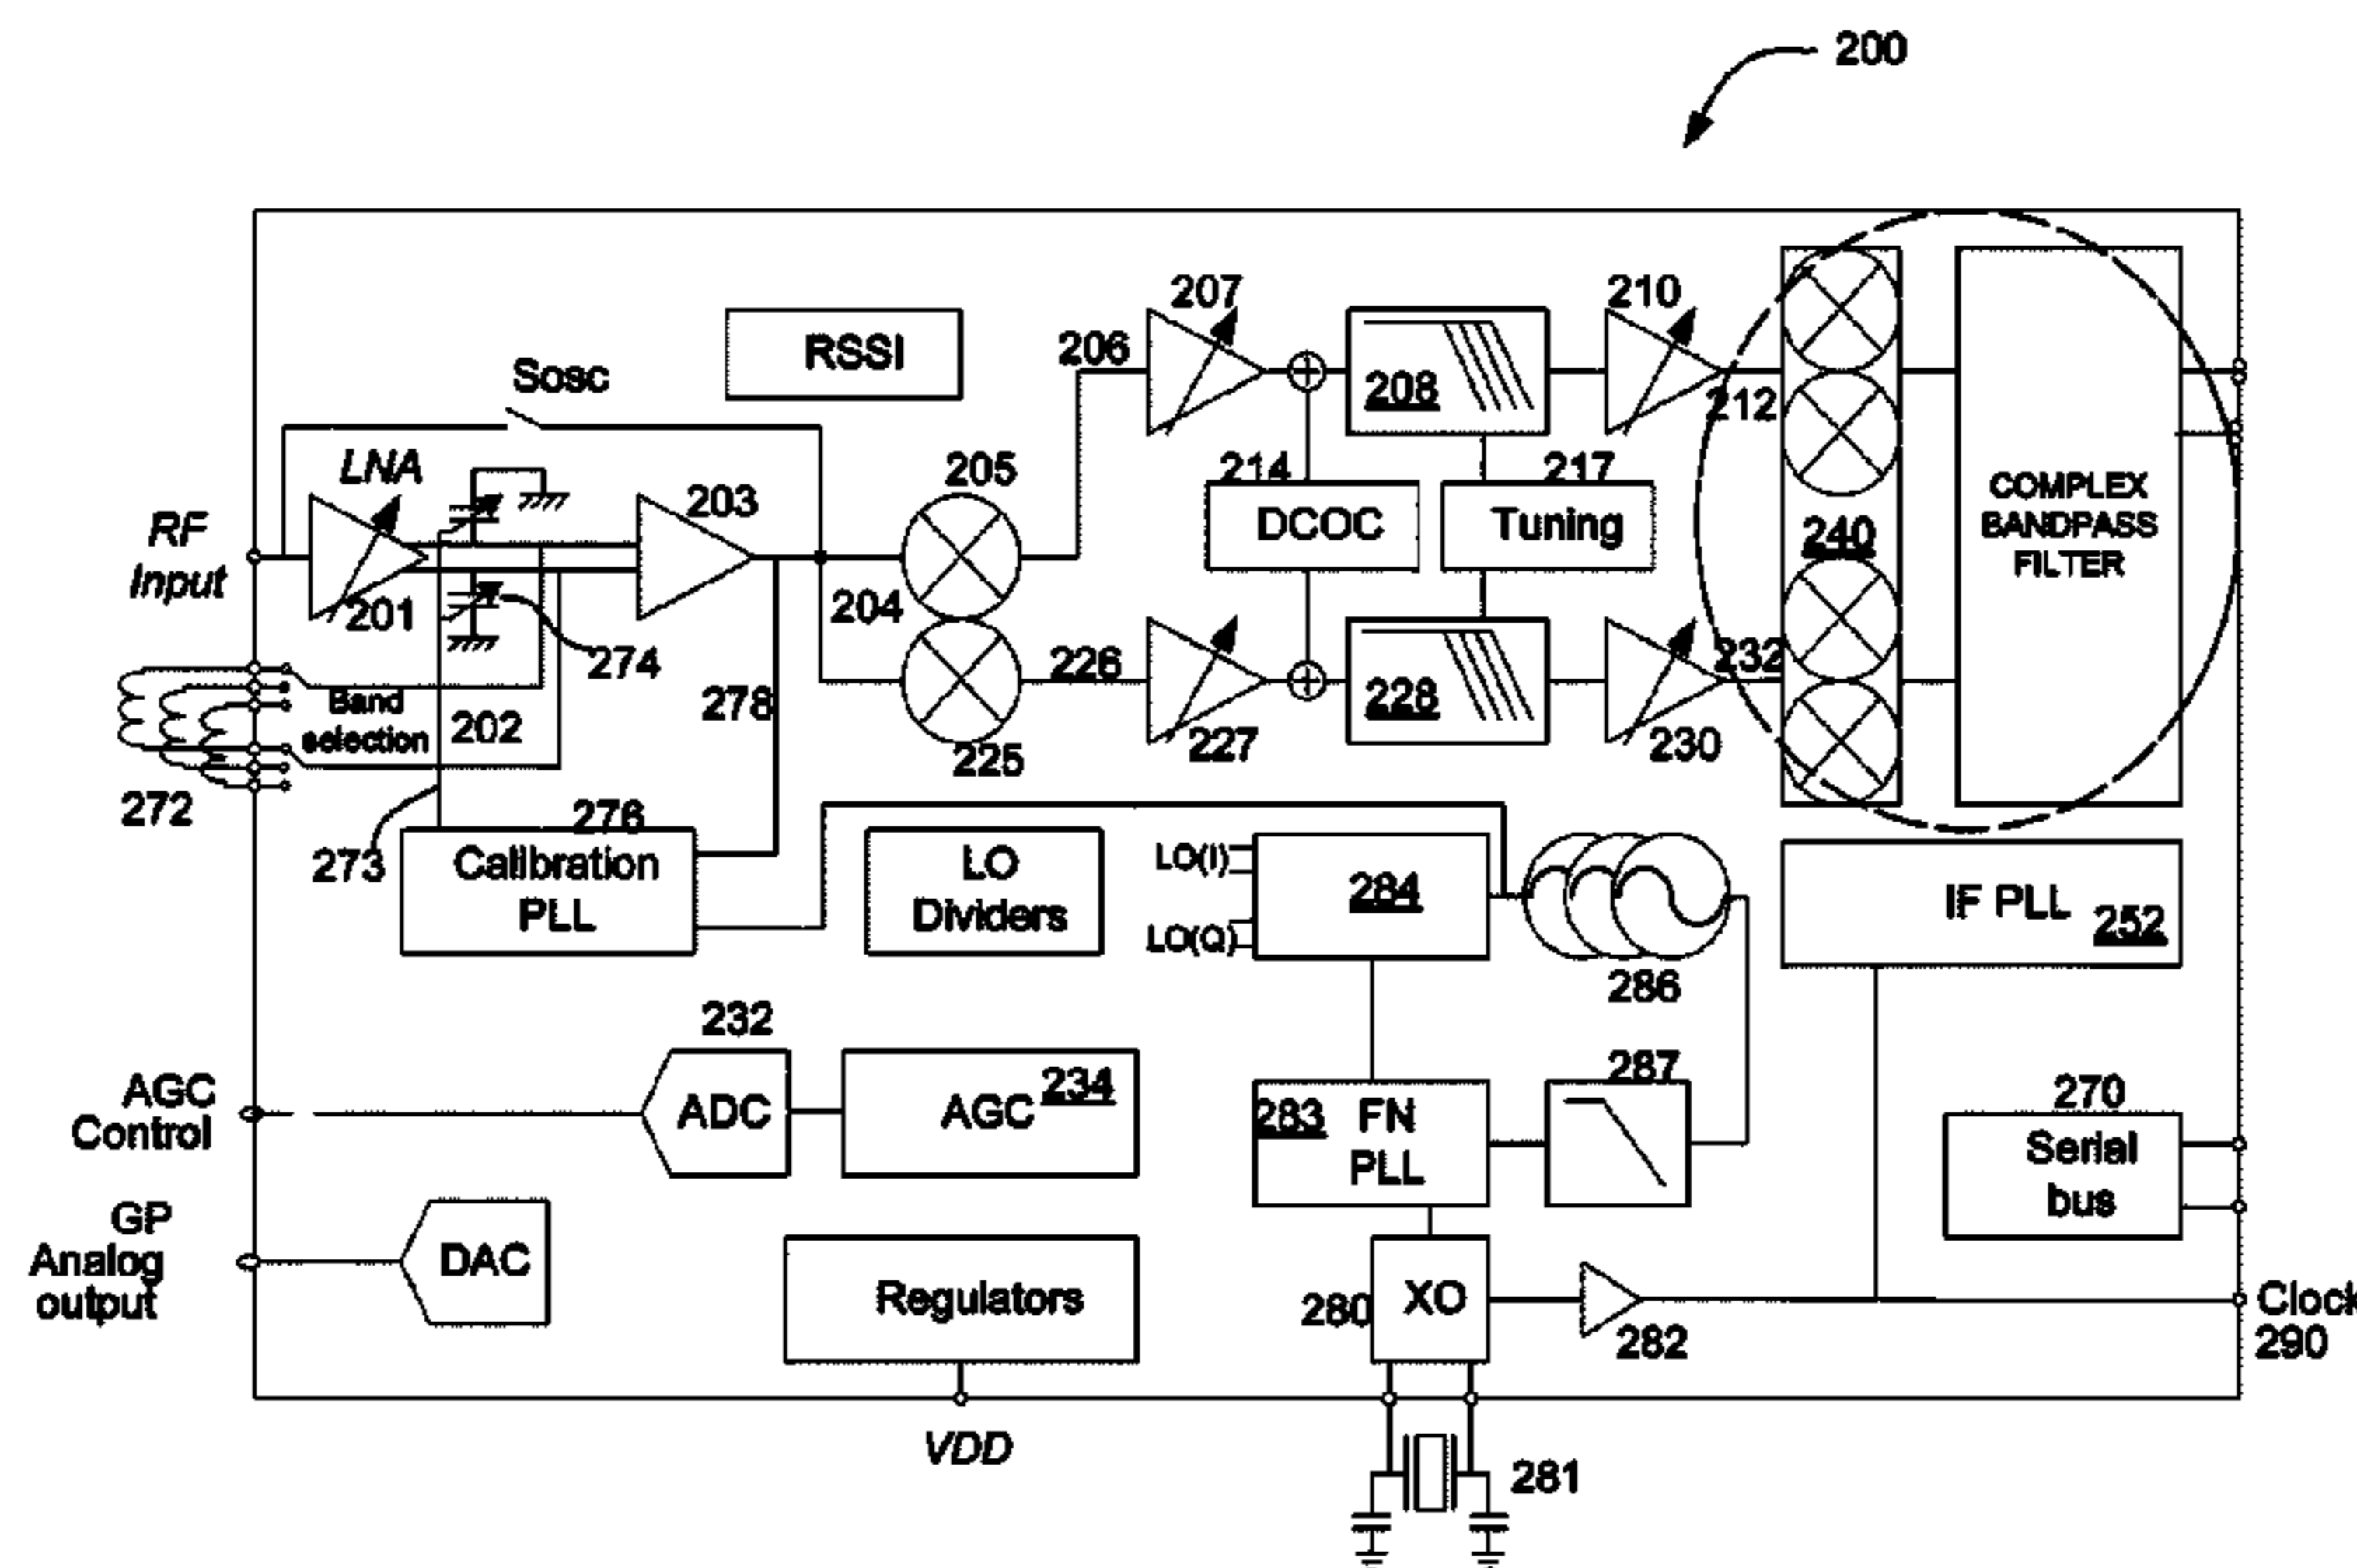 200
207
210
RSSI
206
Sosc
208
212
LNA
205
214
217
203
COMPLEX
RF
DCOC
Tuning
BANDPASS
240
FILTER
Input
201
204
274
226
232
Band
278
228
selection
202
227
230
225
272
276
273
Calibration
PLL
LO
Dividers
LO(I)
284
LO(Q)
IF PLL
252
286
232
287
AGC
Control
ADC
AGC
234
283
FN
PLL
270
Serial
bus
GP
Analog
output
DAC
Regulators
280
XO
282
Clock
290
VDD
281